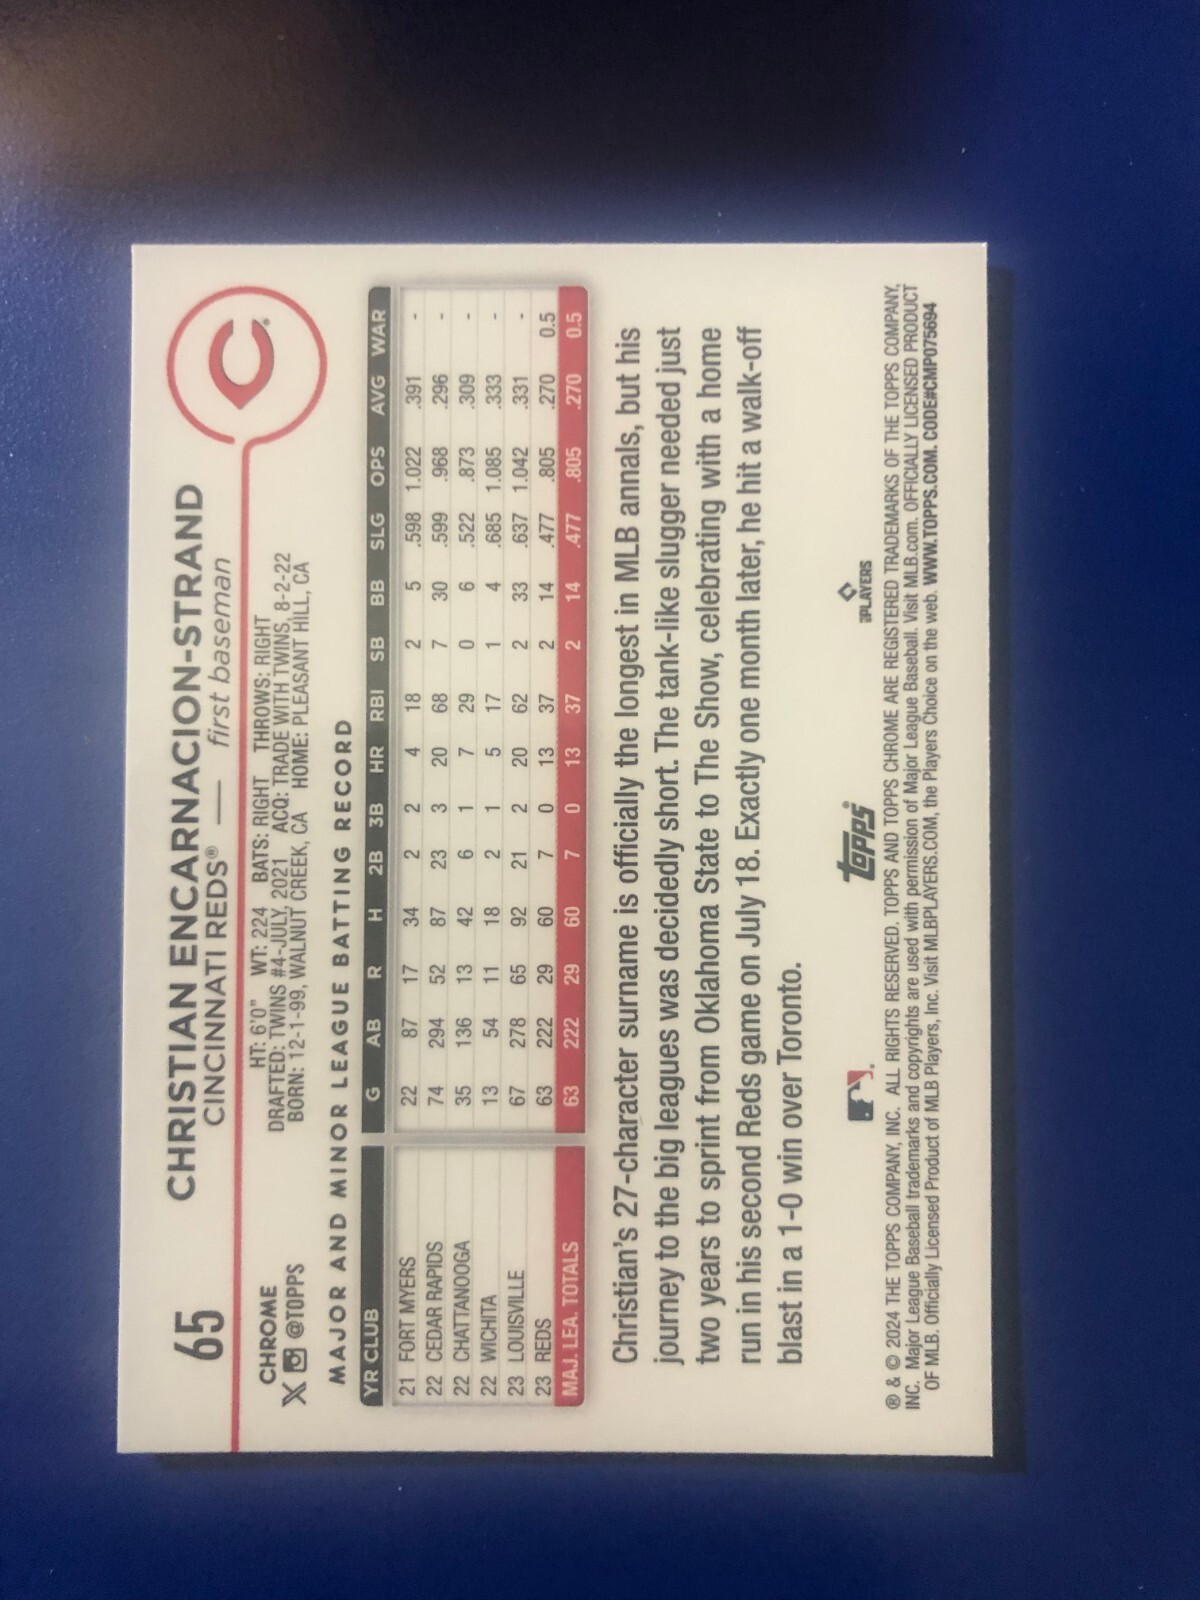 65
CHRISTIAN ENCARNACION-STRAND
CINCINNATI REDS® — first baseman
C
CHROME
X @TOPPS
HT: 6'0" WT: 224 BATS: RIGHT THROWS: RIGHT
DRAFTED: TWINS #4-JULY, 2021 ACQ: TRADE WITH TWINS, 8-2-22
BORN: 12-1-99, WALNUT CREEK, CA HOME: PLEASANT HILL, CA
MAJOR AND MINOR LEAGUE BATTING RECORD
YR CLUB G AB R H 2B 3B HR RBI SB BB SLG OPS AVG WAR
21 FORT MYERS 22 87 17 34 2 2 4 18 2 5 .598 1.022 .391 -
22 CEDAR RAPIDS 74 294 52 87 23 3 20 68 7 30 .599 .968 .296 -
22 CHATTANOOGA 35 136 13 42 6 1 7 29 0 6 .522 .873 .309 -
22 WICHITA 13 54 11 18 2 1 5 17 1 4 .685 1.085 .333 -
23 LOUISVILLE 67 278 65 92 21 2 20 62 2 33 .637 1.042 .331 -
23 REDS 63 222 29 60 7 0 13 37 2 14 .477 .805 .270 0.5
MAJ. LEA. TOTALS 63 222 29 60 7 0 13 37 2 14 .477 .805 .270 0.5
Christian's 27-character surname is officially the longest in MLB annals, but his
journey to the big leagues was decidedly short. The tank-like slugger needed just
two years to sprint from Oklahoma State to The Show, celebrating with a home
run in his second Reds game on July 18. Exactly one month later, he hit a walk-off
blast in a 1-0 win over Toronto.
topps®
PLAYERS
® & © 2024 THE TOPPS COMPANY, INC. ALL RIGHTS RESERVED. TOPPS AND TOPPS CHROME ARE REGISTERED TRADEMARKS OF THE TOPPS COMPANY,
INC. Major League Baseball trademarks and copyrights are used with permission of Major League Baseball. Visit MLB.com. OFFICIALLY LICENSED PRODUCT
OF MLB. Officially Licensed Product of MLB Players, Inc. Visit MLBPLAYERS.COM, the Players Choice on the web. WWW.TOPPS.COM. CODE#CMP075694